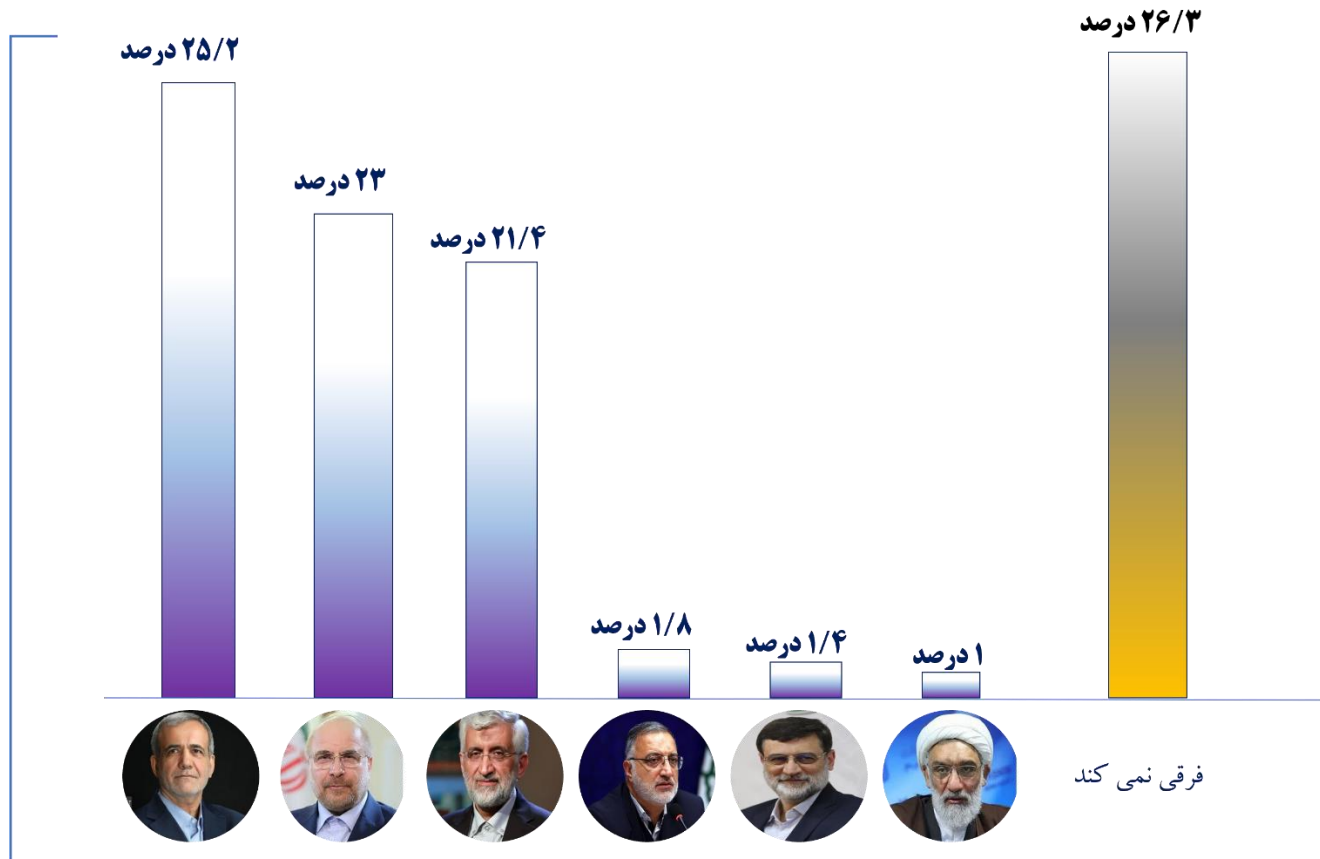 ۲۵/۲ درصد
۲۳ درصد
۲۱/۴ درصد
۱/۸ درصد
۱/۴ درصد
۱ درصد
۲۶/۳ درصد
فرقی نمی کند